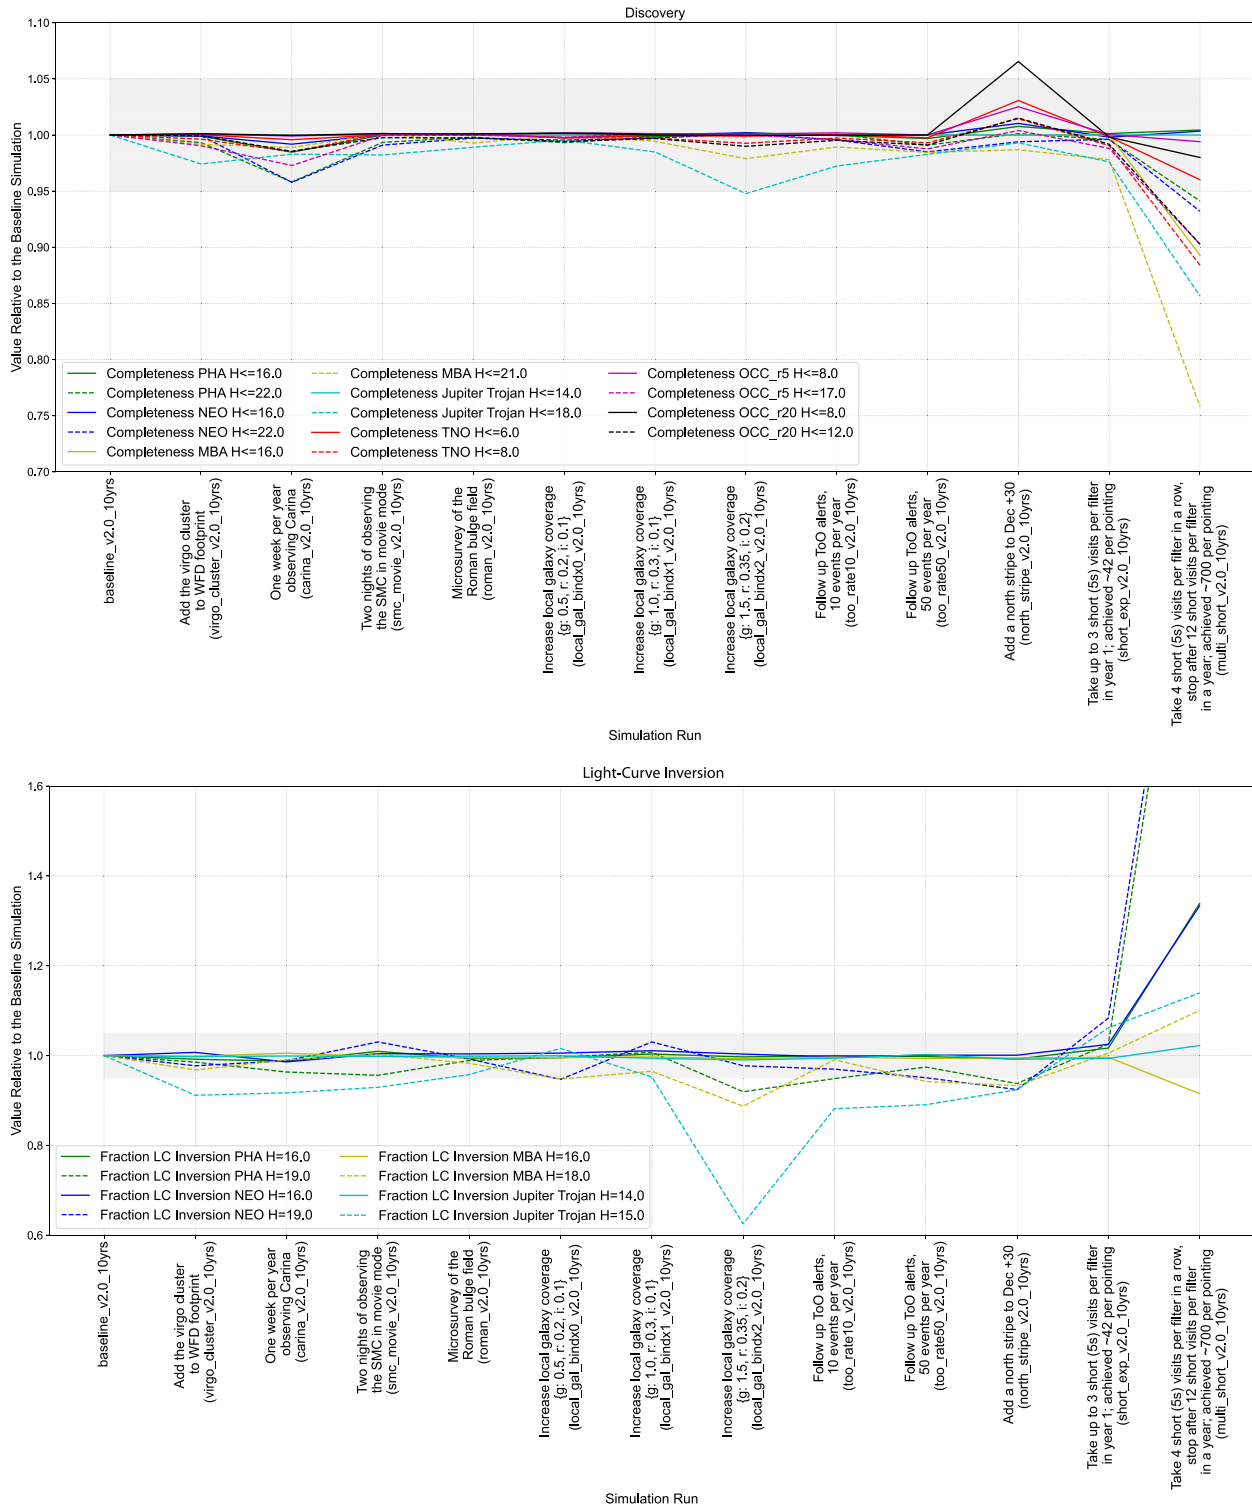 Discovery
Value Relative to the Baseline Simulation
1.10
1.05
1.00
0.95
0.90
0.85
0.80
0.75
0.70
Completeness PHA H<=16.0
Completeness PHA H<=22.0
Completeness NEO H<=16.0
Completeness NEO H<=22.0
Completeness MBA H<=16.0
Completeness MBA H<=21.0
Completeness Jupiter Trojan H<=14.0
Completeness Jupiter Trojan H<=18.0
Completeness TNO H<=6.0
Completeness TNO H<=8.0
Completeness OCC_r5 H<=8.0
Completeness OCC_r5 H<=17.0
Completeness OCC_r20 H<=8.0
Completeness OCC_r20 H<=12.0
baseline_v2.0_10yrs
Add the virgo cluster
to WFD footprint
(virgo_cluster_v2.0_10yrs)
One week per year
observing Carina
(carina_v2.0_10yrs)
Two nights of observing
the SMC in movie mode
(smc_movie_v2.0_10yrs)
Microsurvey of the
Roman bulge field
(roman_v2.0_10yrs)
Increase local galaxy coverage
{g: 0.5, r: 0.2, i: 0.1}
(local_gal_bindx0_v2.0_10yrs)
Increase local galaxy coverage
{g: 1.0, r: 0.3, i: 0.1}
(local_gal_bindx1_v2.0_10yrs)
Increase local galaxy coverage
{g: 1.5, r: 0.35, i: 0.2}
(local_gal_bindx2_v2.0_10yrs)
Follow up ToO alerts,
10 events per year
(too_rate10_v2.0_10yrs)
Follow up ToO alerts,
50 events per year
(too_rate50_v2.0_10yrs)
Add a north stripe to Dec +30
(north_stripe_v2.0_10yrs)
Take up to 3 short (5s) visits per filter
in year 1; achieved ~42 per pointing
(short_exp_v2.0_10yrs)
Take 4 short (5s) visits per filter in a row,
stop after 12 short visits per filter
in a year; achieved ~700 per pointing
(multi_short_v2.0_10yrs)
Simulation Run
Light-Curve Inversion
Value Relative to the Baseline Simulation
1.6
1.4
1.2
1.0
0.8
0.6
Fraction LC Inversion PHA H=16.0
Fraction LC Inversion PHA H=19.0
Fraction LC Inversion NEO H=16.0
Fraction LC Inversion NEO H=19.0
Fraction LC Inversion MBA H=16.0
Fraction LC Inversion MBA H=18.0
Fraction LC Inversion Jupiter Trojan H=14.0
Fraction LC Inversion Jupiter Trojan H=15.0
baseline_v2.0_10yrs
Add the virgo cluster
to WFD footprint
(virgo_cluster_v2.0_10yrs)
One week per year
observing Carina
(carina_v2.0_10yrs)
Two nights of observing
the SMC in movie mode
(smc_movie_v2.0_10yrs)
Microsurvey of the
Roman bulge field
(roman_v2.0_10yrs)
Increase local galaxy coverage
{g: 0.5, r: 0.2, i: 0.1}
(local_gal_bindx0_v2.0_10yrs)
Increase local galaxy coverage
{g: 1.0, r: 0.3, i: 0.1}
(local_gal_bindx1_v2.0_10yrs)
Increase local galaxy coverage
{g: 1.5, r: 0.35, i: 0.2}
(local_gal_bindx2_v2.0_10yrs)
Follow up ToO alerts,
10 events per year
(too_rate10_v2.0_10yrs)
Follow up ToO alerts,
50 events per year
(too_rate50_v2.0_10yrs)
Add a north stripe to Dec +30
(north_stripe_v2.0_10yrs)
Take up to 3 short (5s) visits per filter
in year 1; achieved ~42 per pointing
(short_exp_v2.0_10yrs)
Take 4 short (5s) visits per filter in a row,
stop after 12 short visits per filter
in a year; achieved ~700 per pointing
(multi_short_v2.0_10yrs)
Simulation Run